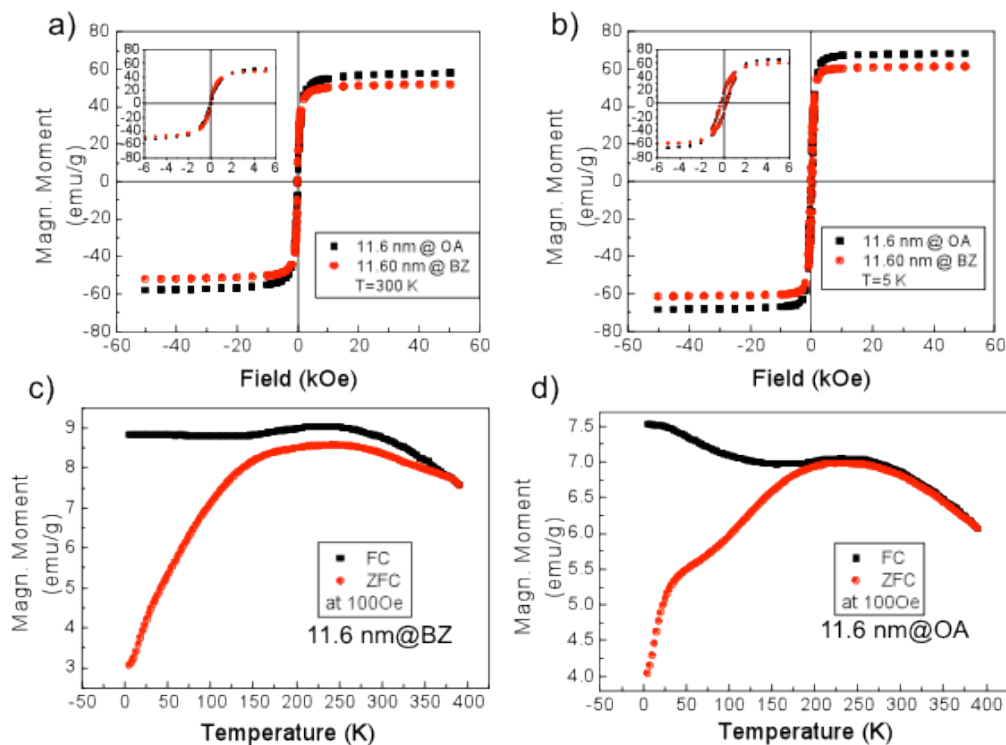 a)
80
60
40
20
0
-20
-40
-60
-80
Magn. Moment
(emu/g)
80
60
40
20
0
-20
-40
-60
-80
-6 -4 -2 0 2 4 6
11.6 nm @ OA
11.60 nm @ BZ
T=300 K
-60 -40 -20 0 20 40 60
Field (kOe)
b)
80
60
40
20
0
-20
-40
-60
-80
Magn. Moment
(emu/g)
80
60
40
20
0
-20
-40
-60
-80
-6 -4 -2 0 2 4 6
11.6 nm @ OA
11.60 nm @ BZ
T=5 K
-60 -40 -20 0 20 40 60
Field (kOe)
c)
9
8
7
6
5
4
3
Magn. Moment
(emu/g)
FC
ZFC
at 100Oe
11.6 nm@BZ
-50 0 50 100 150 200 250 300 350 400
Temperature (K)
d)
7.5
7.0
6.5
6.0
5.5
5.0
4.5
4.0
Magn. Moment
(emu/g)
FC
ZFC
at 100Oe
11.6 nm@OA
-50 0 50 100 150 200 250 300 350 400
Temperature (K)